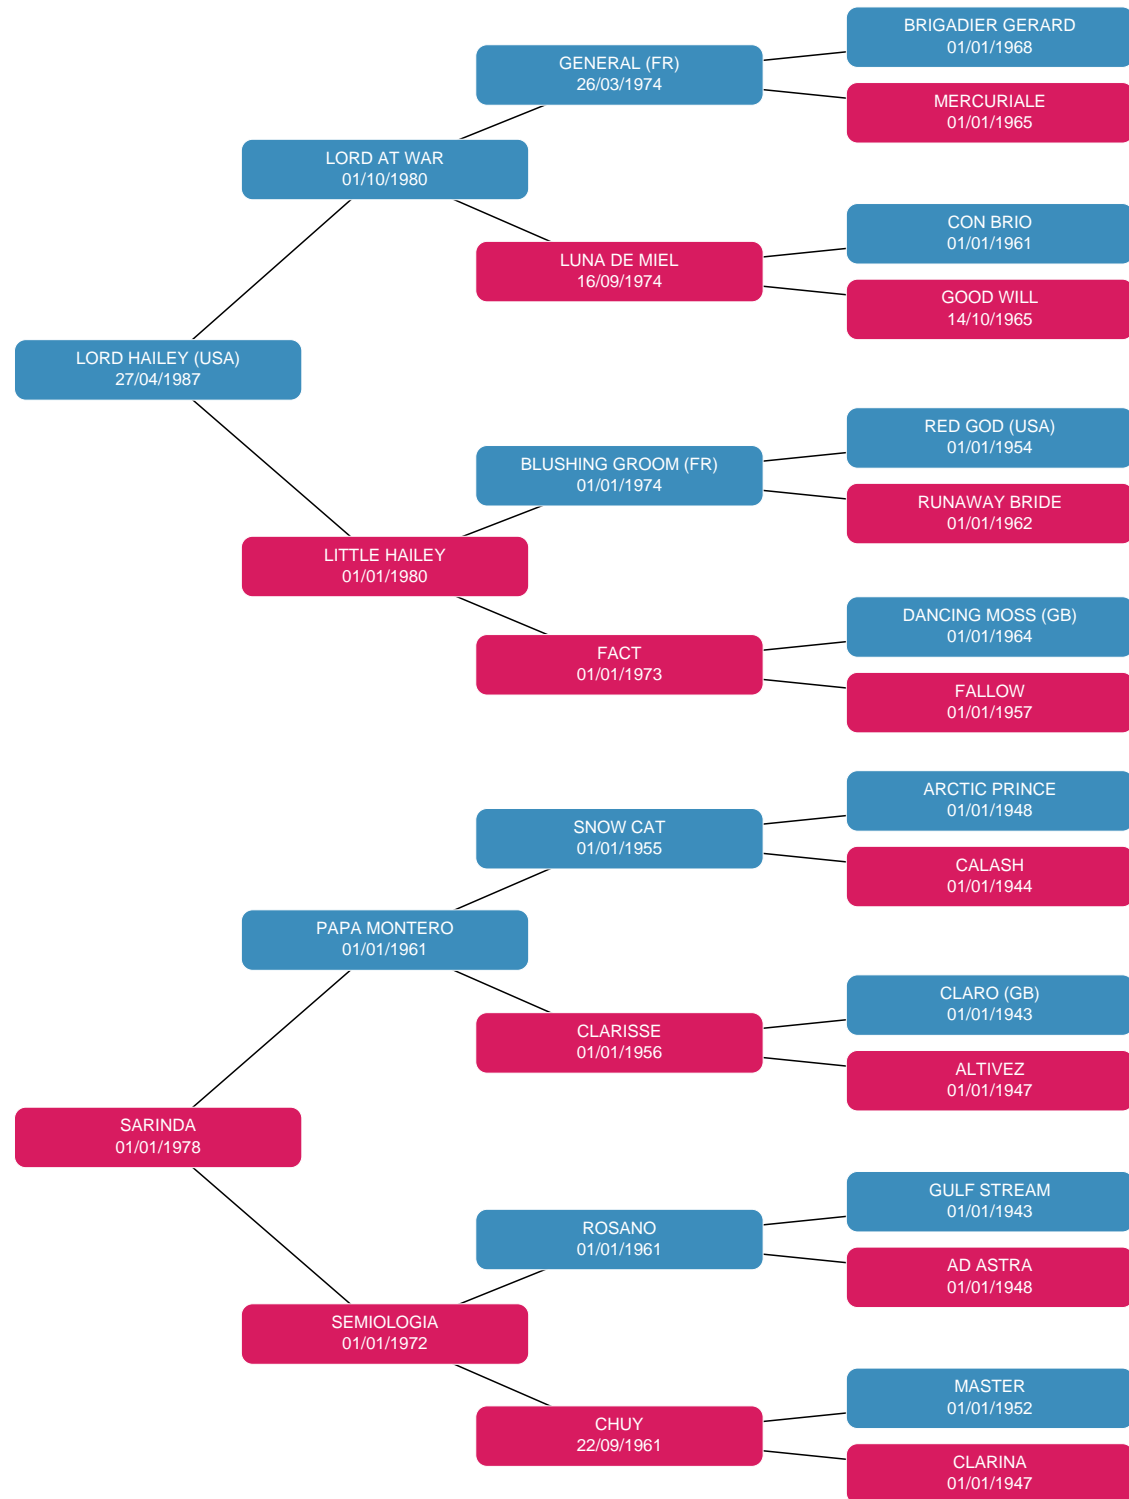 BRIGADIER GERARD
01/01/1968
GENERAL (FR)
26/03/1974
MERCURIALE
01/01/1965
LORD AT WAR
01/10/1980
CON BRIO
01/01/1961
LUNA DE MIEL
16/09/1974
GOOD WILL
14/10/1965
LORD HAILEY (USA)
27/04/1987
RED GOD (USA)
01/01/1954
BLUSHING GROOM (FR)
01/01/1974
RUNAWAY BRIDE
01/01/1962
LITTLE HAILEY
01/01/1980
DANCING MOSS (GB)
01/01/1964
FACT
01/01/1973
FALLOW
01/01/1957
ARCTIC PRINCE
01/01/1948
SNOW CAT
01/01/1955
CALASH
01/01/1944
PAPA MONTERO
01/01/1961
CLARO (GB)
01/01/1943
CLARISSE
01/01/1956
ALTIVEZ
01/01/1947
SARINDA
01/01/1978
GULF STREAM
01/01/1943
ROSANO
01/01/1961
AD ASTRA
01/01/1948
SEMIOLOGIA
01/01/1972
MASTER
01/01/1952
CHUY
22/09/1961
CLARINA
01/01/1947